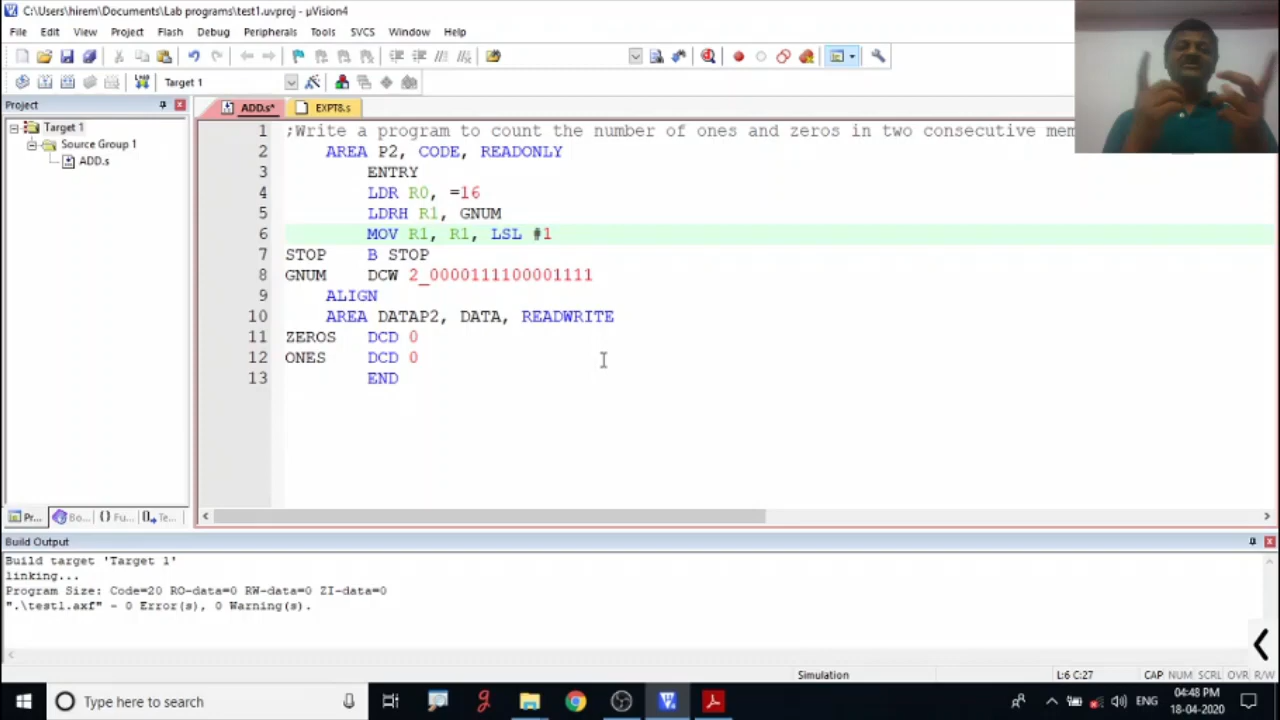 C:\Users\hirem\Documents\Lab programs\test1.uvproj - µVision4
File Edit View Project Flash Debug Peripherals Tools SVCS Window Help
Target 1
Project
ADD.s* EXPT8.s
Target 1
Source Group 1
ADD.s
1 ;Write a program to count the number of ones and zeros in two consecutive mem
2 AREA P2, CODE, READONLY
3 ENTRY
4 LDR R0, =16
5 LDRH R1, GNUM
6 MOV R1, R1, LSL #1
7 STOP B STOP
8 GNUM DCW 2_0000111100001111
9 ALIGN
10 AREA DATAP2, DATA, READWRITE
11 ZEROS DCD 0
12 ONES DCD 0
13 END
Pr... Bo... {} Fu... Te...
Build Output
Build target 'Target 1'
linking...
Program Size: Code=20 RO-data=0 RW-data=0 ZI-data=0
".\test1.axf" - 0 Error(s), 0 Warning(s).
Simulation L:6 C:27 CAP NUM SCRL OVR R/W
Type here to search
ENG
04:48 PM
18-04-2020